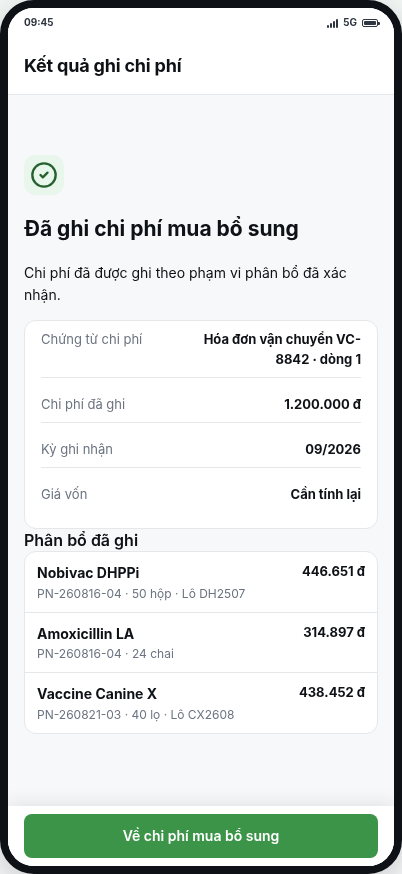 09:45
5G
Kết quả ghi chi phí
Đã ghi chi phí mua bổ sung
Chi phí đã được ghi theo phạm vi phân bổ đã xác
nhận.
Chứng từ chi phí
Hóa đơn vận chuyển VC-
8842 · dòng 1
Chi phí đã ghi
1.200.000 đ
Kỳ ghi nhận
09/2026
Giá vốn
Cần tính lại
Phân bổ đã ghi
Nobivac DHPPi
446.651 đ
PN-260816-04 · 50 hộp · Lô DH2507
Amoxicillin LA
314.897 đ
PN-260816-04 · 24 chai
Vaccine Canine X
438.452 đ
PN-260821-03 · 40 lọ · Lô CX2608
Về chi phí mua bổ sung